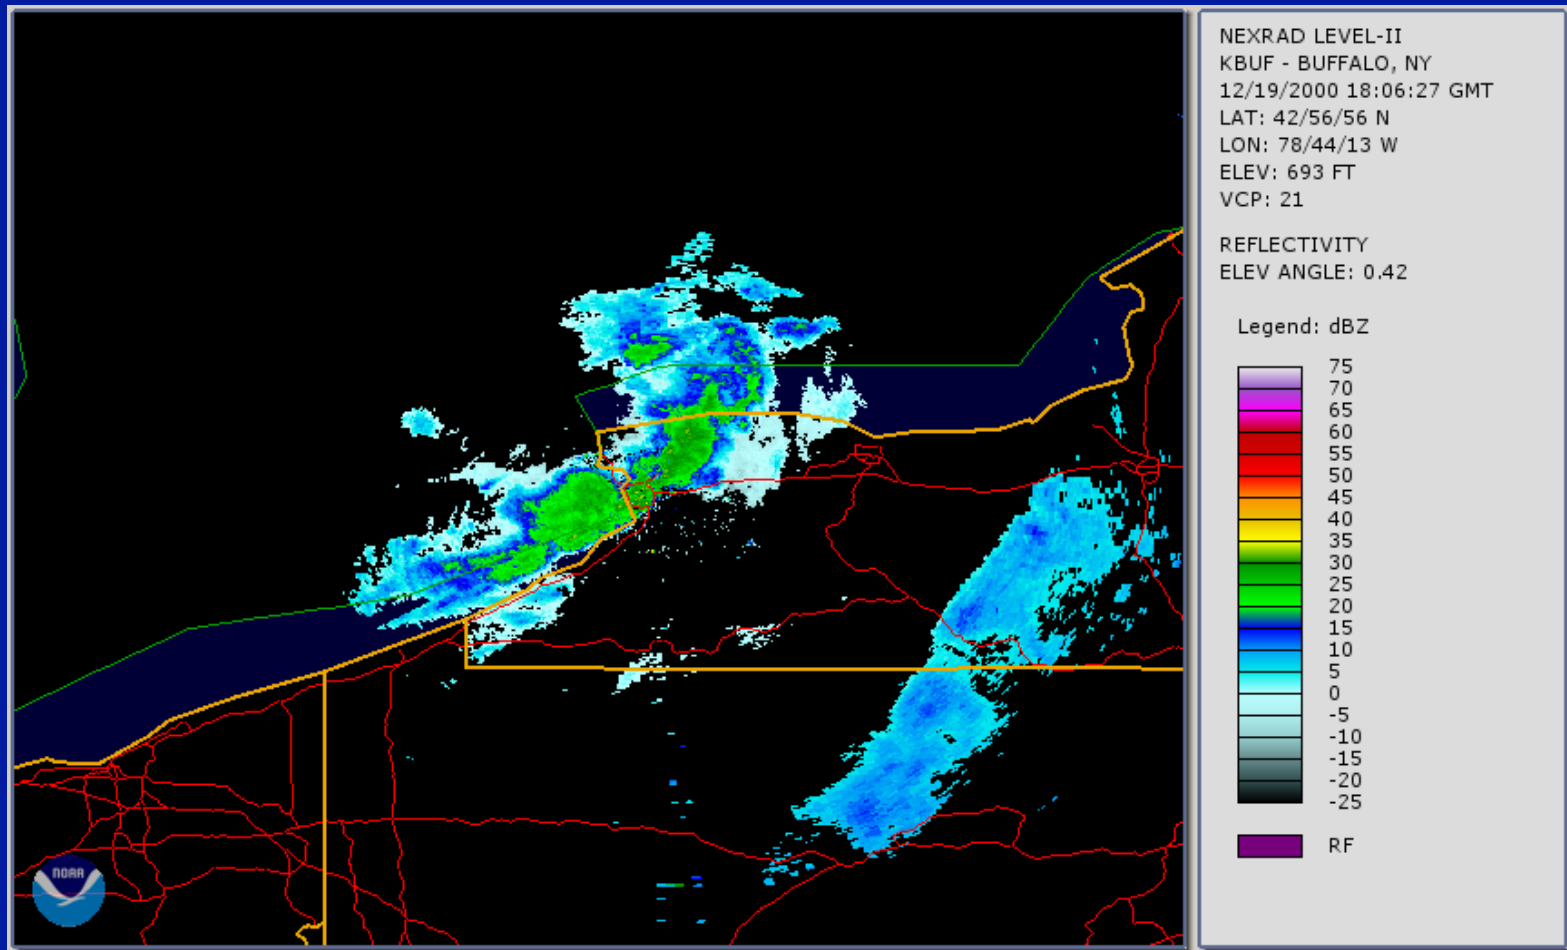 NEXRAD LEVEL-II
KBUF - BUFFALO, NY
12/19/2000 18:06:27 GMT
LAT: 42/56/56 N
LON: 78/44/13 W
ELEV: 693 FT
VCP: 21
REFLECTIVITY
ELEV ANGLE: 0.42
Legend: dBZ
75
70
65
60
55
50
45
40
35
30
25
20
15
10
5
0
-5
-10
-15
-20
-25
RF
NOAA